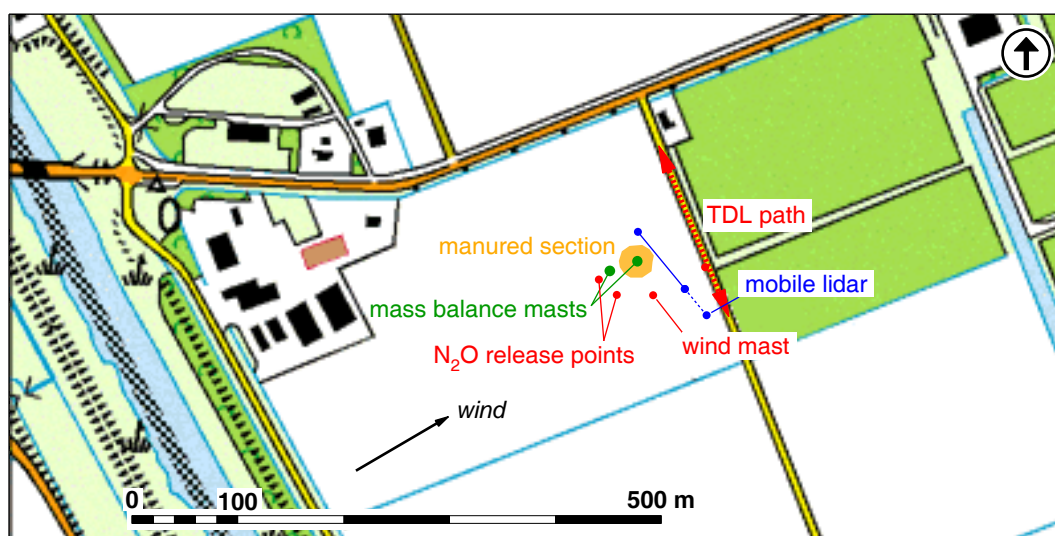 TDL path
manured section
mobile lidar
mass balance masts
wind mast
N₂O release points
wind
0 100 500 m